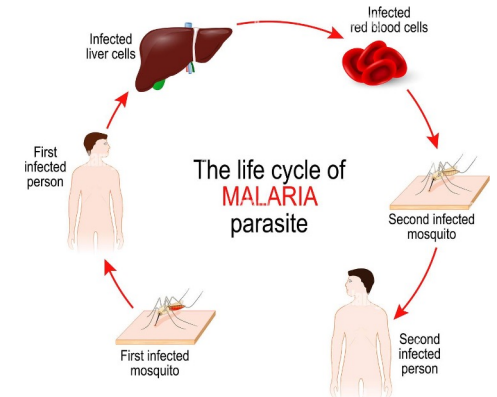 Infected
liver cells
Infected
red blood cells
First
infected
person
The life cycle of
MALARIA
parasite
Second infected
mosquito
First infected
mosquito
Second
infected
person